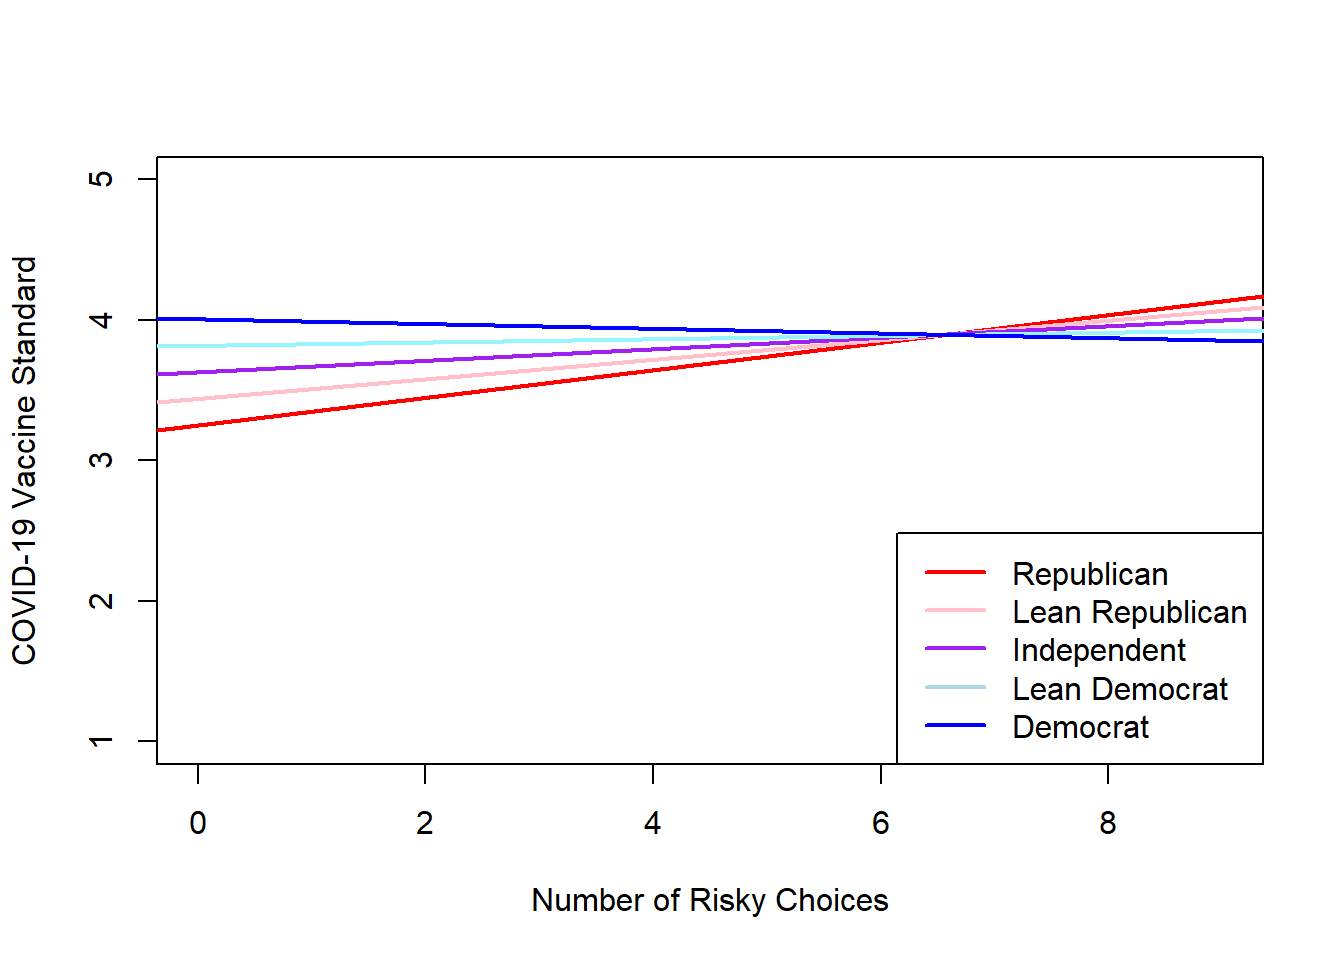 COVID-19 Vaccine Standard
5
4
3
2
1
0 2 4 6 8
Number of Risky Choices
Republican
Lean Republican
Independent
Lean Democrat
Democrat